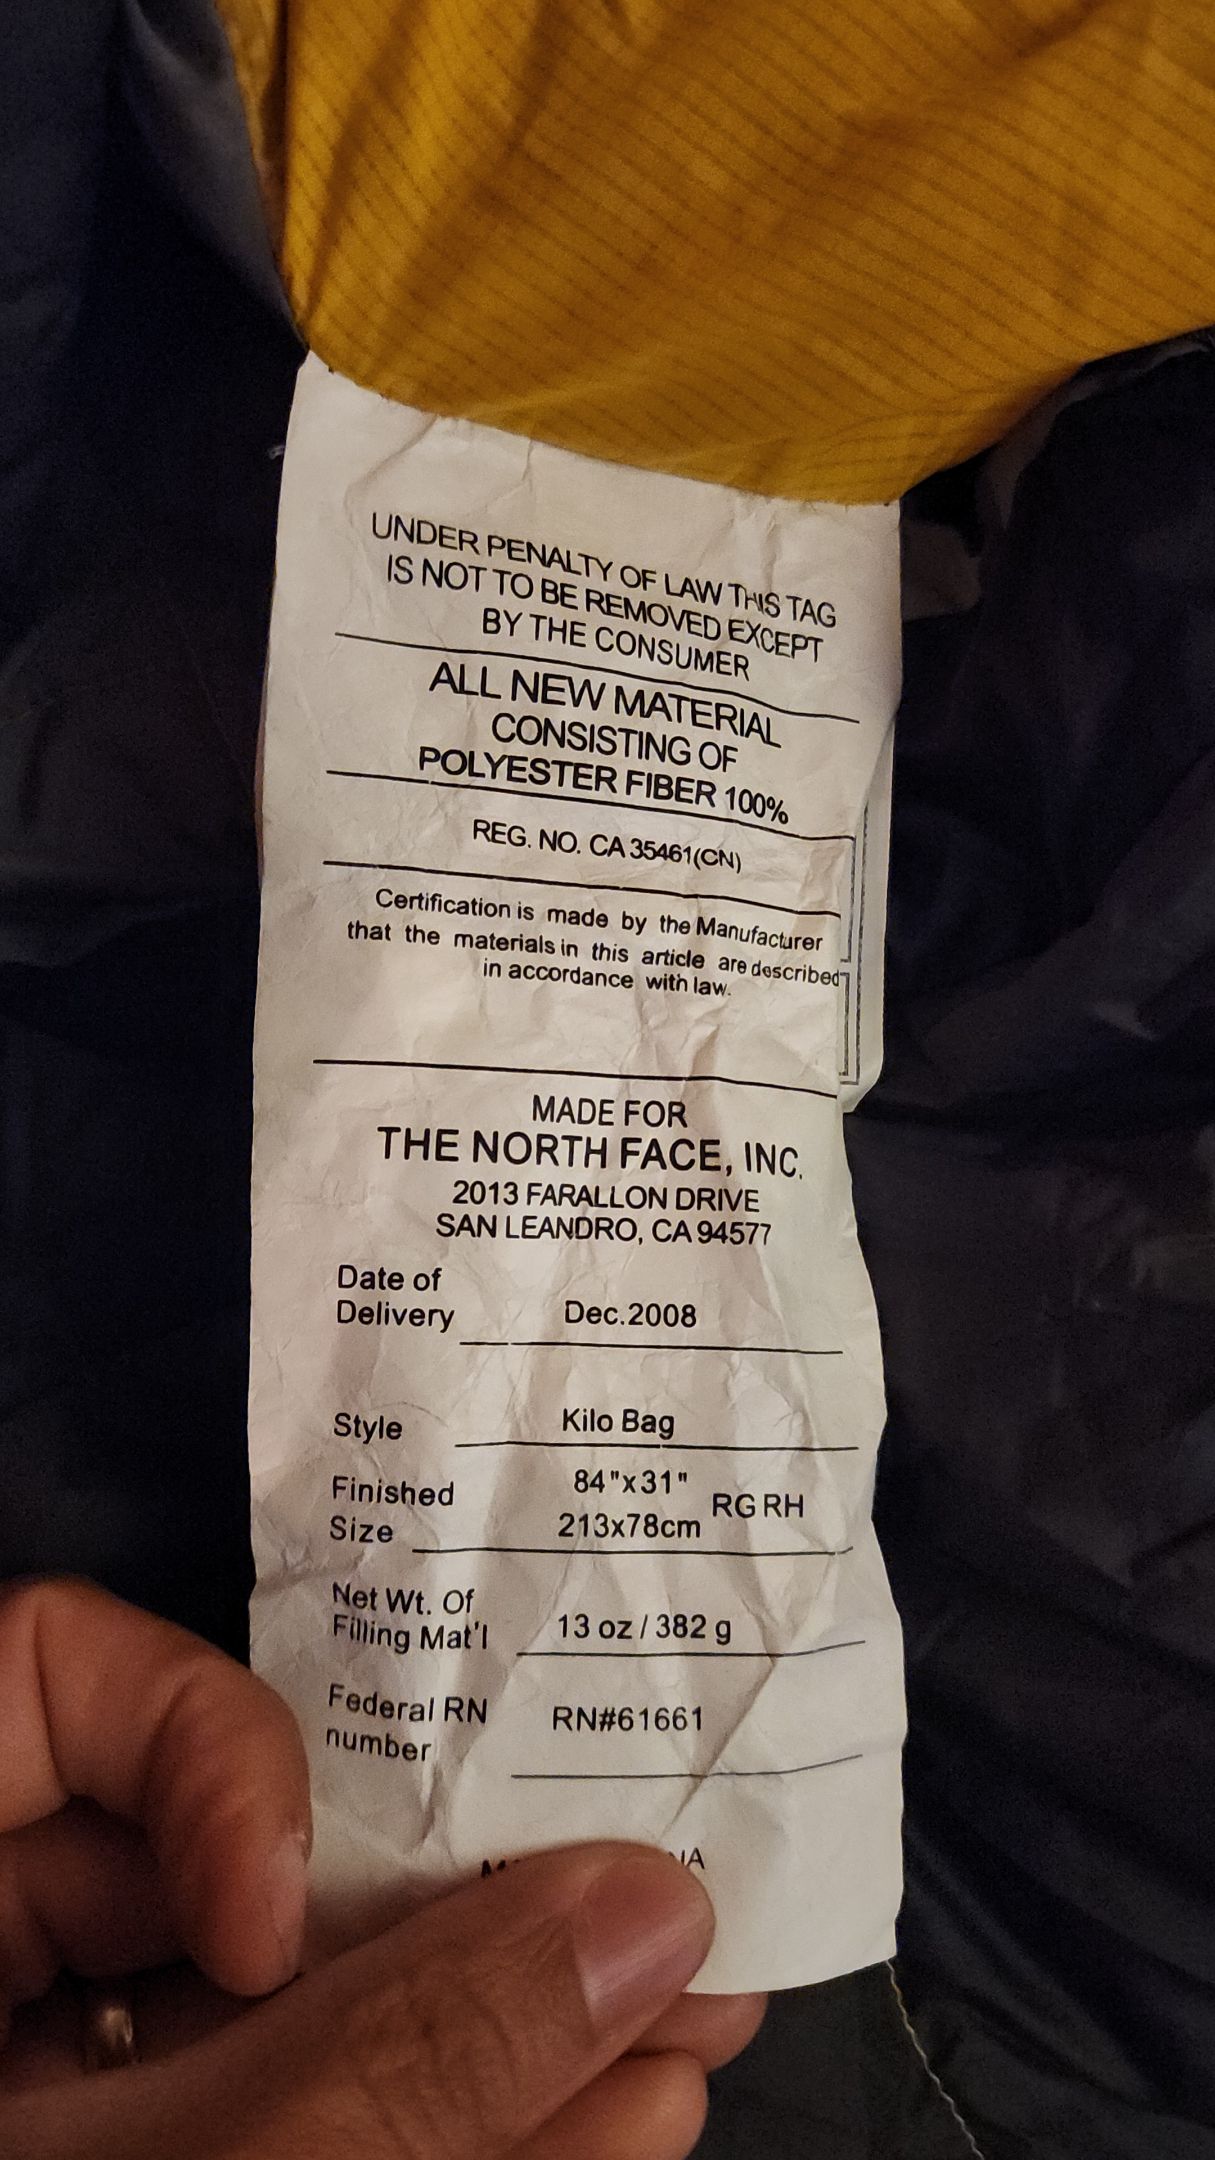 UNDER PENALTY OF LAW THIS TAG
IS NOT TO BE REMOVED EXCEPT
BY THE CONSUMER
ALL NEW MATERIAL
CONSISTING OF
POLYESTER FIBER 100%
REG. NO. CA 35461(CN)
Certification is made by the Manufacturer
that the materials in this article are described
in accordance with law.
MADE FOR
THE NORTH FACE, INC.
2013 FARALLON DRIVE
SAN LEANDRO, CA 94577
Date of
Delivery Dec.2008
Style Kilo Bag
Finished 84"x31" RG RH
Size 213x78cm
Net Wt. Of
Filling Mat'l 13 oz / 382 g
Federal RN
number RN#61661